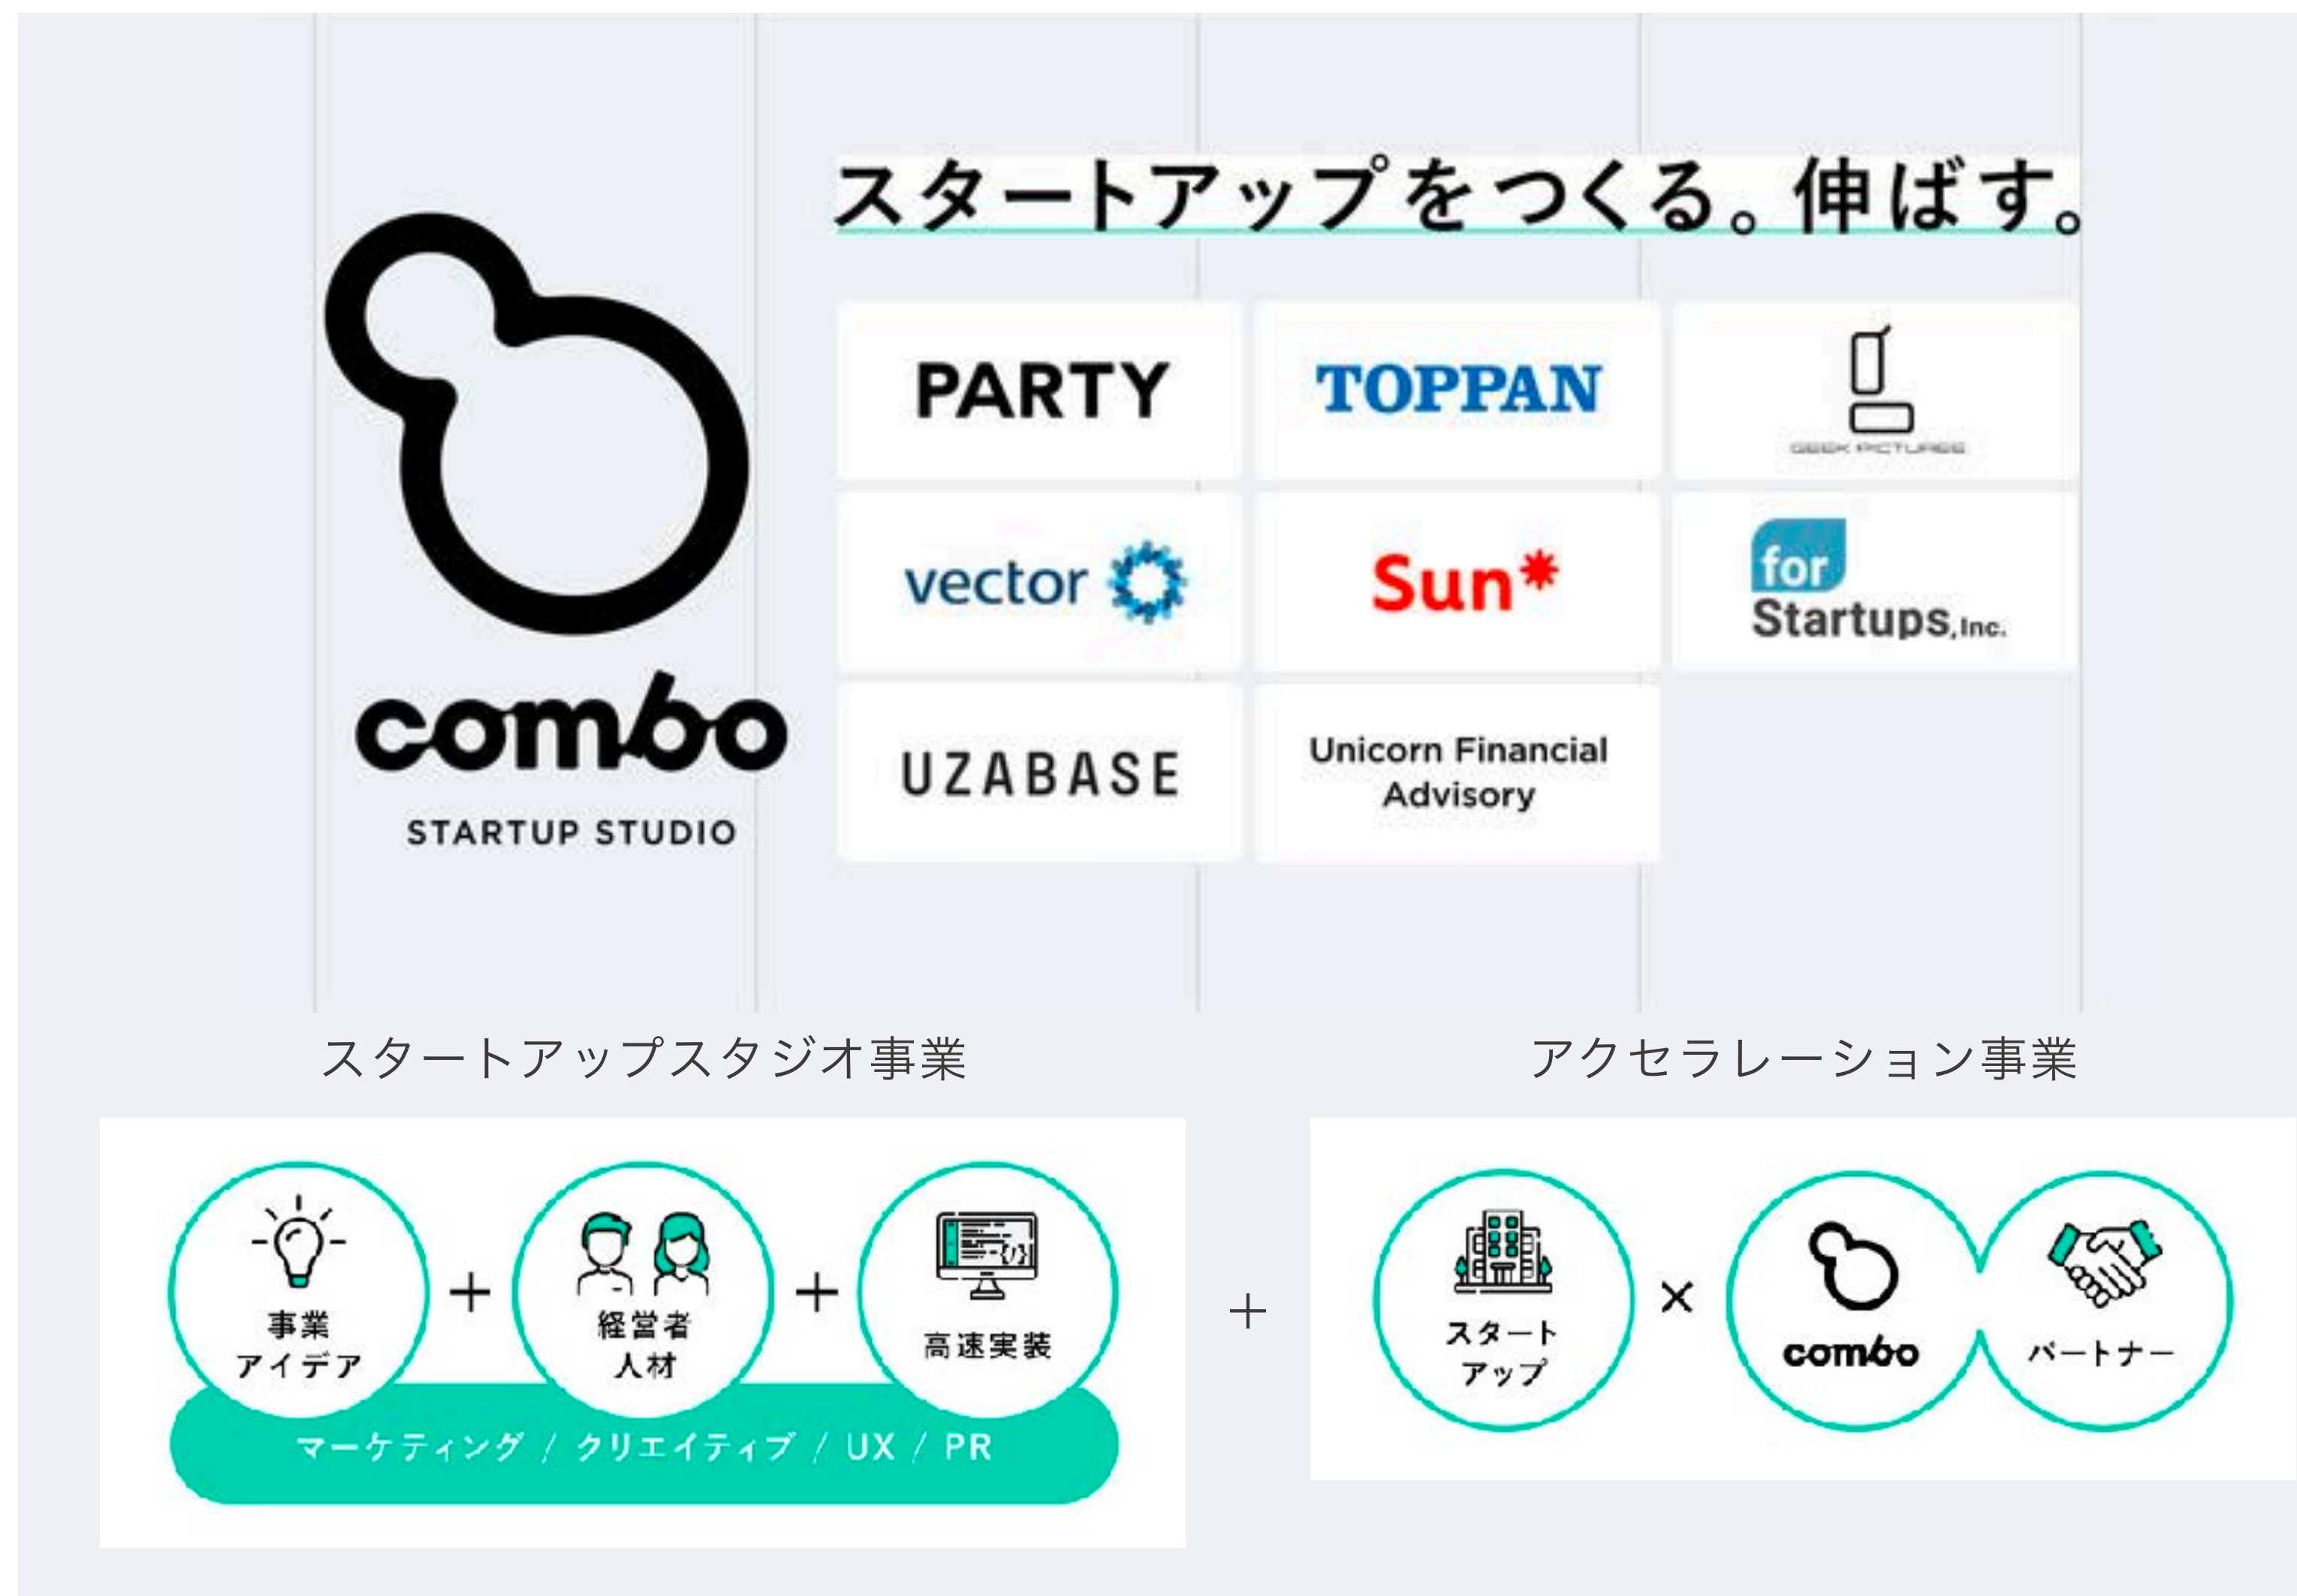 スタートアップをつくる。伸ばす。
combo
STARTUP STUDIO
PARTY
TOPPAN
GEEK PICTURES
vector
Sun*
for
Startups,Inc.
UZABASE
Unicorn Financial
Advisory
スタートアップスタジオ事業
事業
アイデア
+
経営者
人材
+
高速実装
マーケティング / クリエイティブ / UX / PR
+
アクセラレーション事業
スタート
アップ
×
combo
パートナー